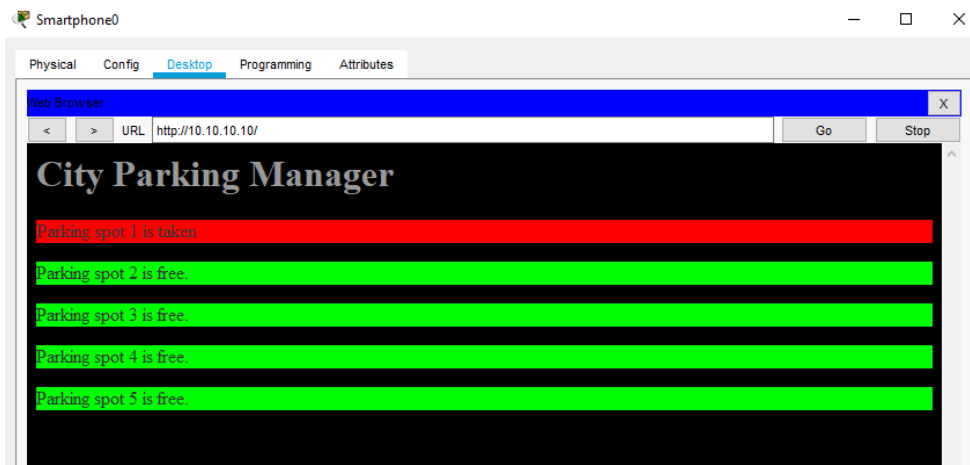 Smartphone0
Physical Config Desktop Programming Attributes
Web Browser X
< > URL http://10.10.10.10/ Go Stop
City Parking Manager
Parking spot 1 is taken
Parking spot 2 is free.
Parking spot 3 is free.
Parking spot 4 is free.
Parking spot 5 is free.